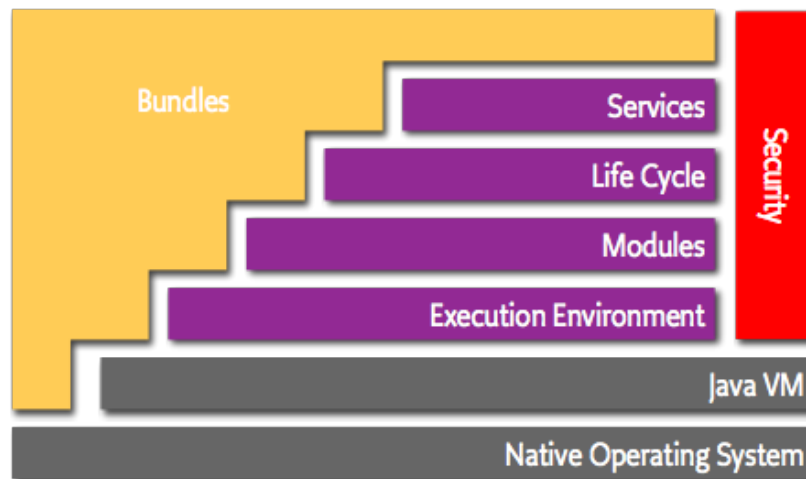 Bundles
Services
Life Cycle
Modules
Execution Environment
Security
Java VM
Native Operating System